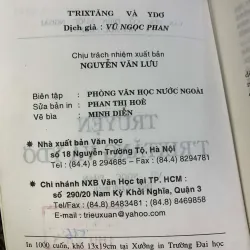 TRIXTĂNG VÀ YDƠ
Dịch giả: VŨ NGỌC PHAN
Chịu trách nhiệm xuất bản
NGUYỄN VĂN LƯU
Biên tập : PHÒNG VĂN HỌC NƯỚC NGOÀI
Sửa bản in : PHAN THỊ HOÈ
Vẽ bìa : MINH DIỄN
* Nhà xuất bản Văn học
số 18 Nguyễn Trường Tộ, Hà Nội
ĐT : (84.4) 8 294685 – Fax : (84.4) 8294781
* Chi nhánh NXB Văn Học tại TP. HCM :
số 290/20 Nam Kỳ Khởi Nghĩa, Quận 3
Tel/Fax : (84.8) 8483481 ; (84.8) 8469858
* E-mail : trieuxuan@yahoo.com
In 1000 cuốn, khổ 13x19cm tại Xưởng in Trường Đại học